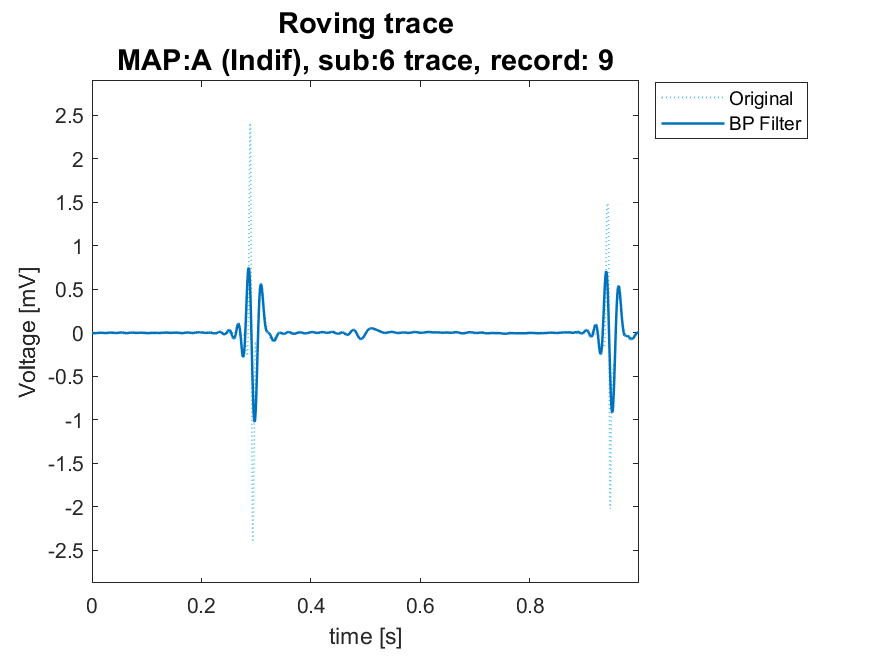 Roving trace
MAP:A (Indif), sub:6 trace, record: 9
Original
BP Filter
2.5
2
1.5
1
0.5
0
-0.5
-1
-1.5
-2
-2.5
Voltage [mV]
0
0.2
0.4
0.6
0.8
time [s]